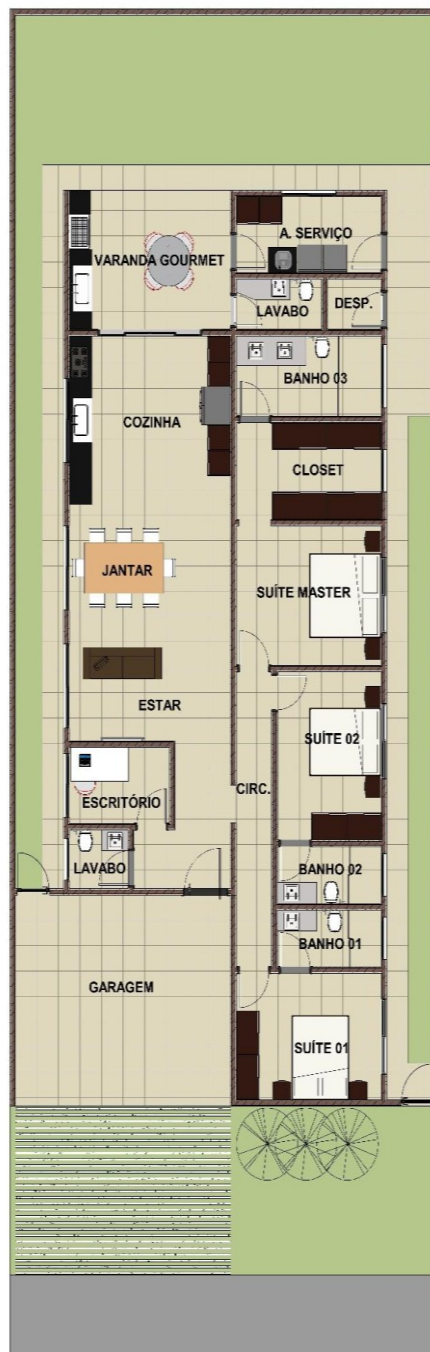 A. SERVIÇO
VARANDA GOURMET
LAVABO
DESP.
BANHO 03
COZINHA
CLOSET
JANTAR
SUÍTE MASTER
ESTAR
SUÍTE 02
CIRC.
ESCRITÓRIO
LAVABO
BANHO 02
BANHO 01
GARAGEM
SUÍTE 01